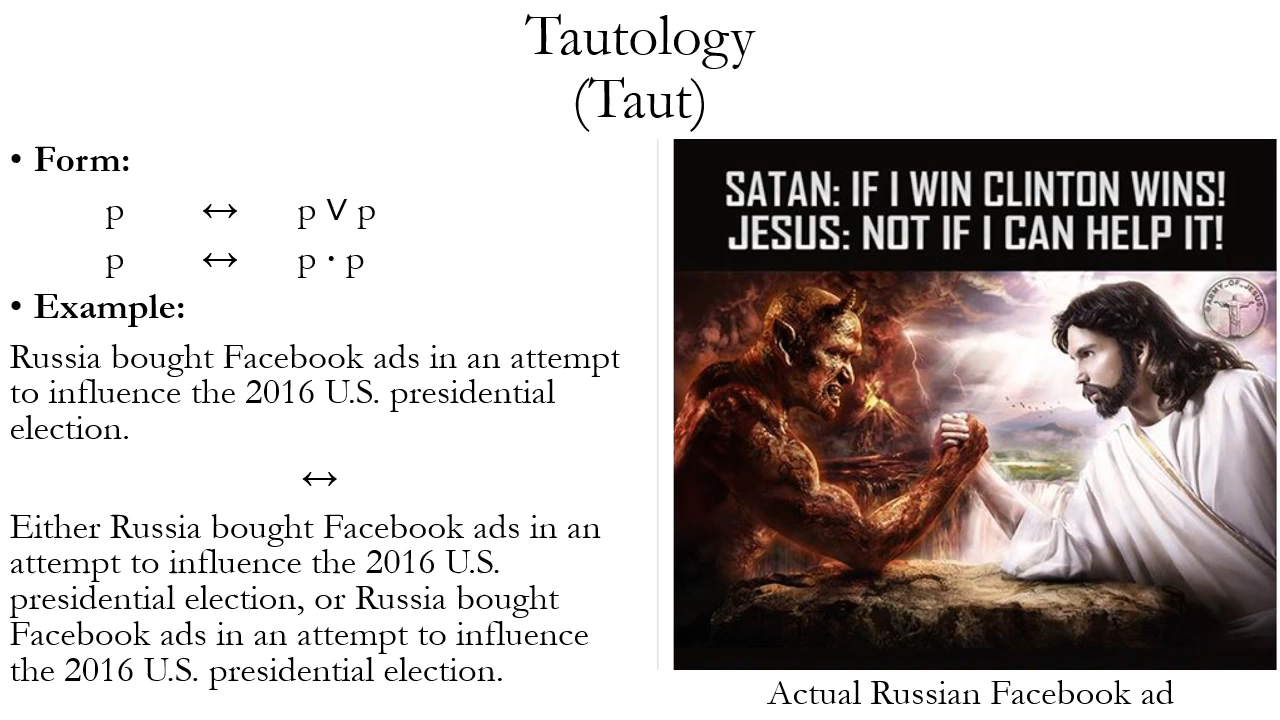 Tautology
(Taut)
• Form:
p ↔ p ∨ p
p ↔ p · p
• Example:
Russia bought Facebook ads in an attempt
to influence the 2016 U.S. presidential
election.
↔
Either Russia bought Facebook ads in an
attempt to influence the 2016 U.S.
presidential election, or Russia bought
Facebook ads in an attempt to influence
the 2016 U.S. presidential election.
SATAN: IF I WIN CLINTON WINS!
JESUS: NOT IF I CAN HELP IT!
ARMY OF JESUS
Actual Russian Facebook ad